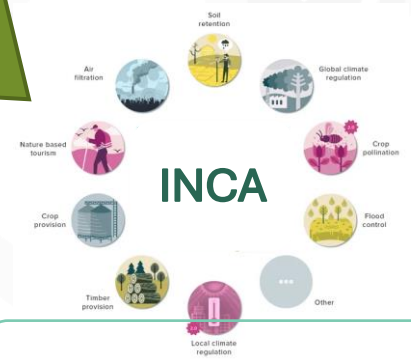 Soil
retention
Air
filtration
Global climate
regulation
Nature based
tourism
Crop
pollination
INCA
Crop
provision
Flood
control
Timber
provision
Other
Local climate
regulation